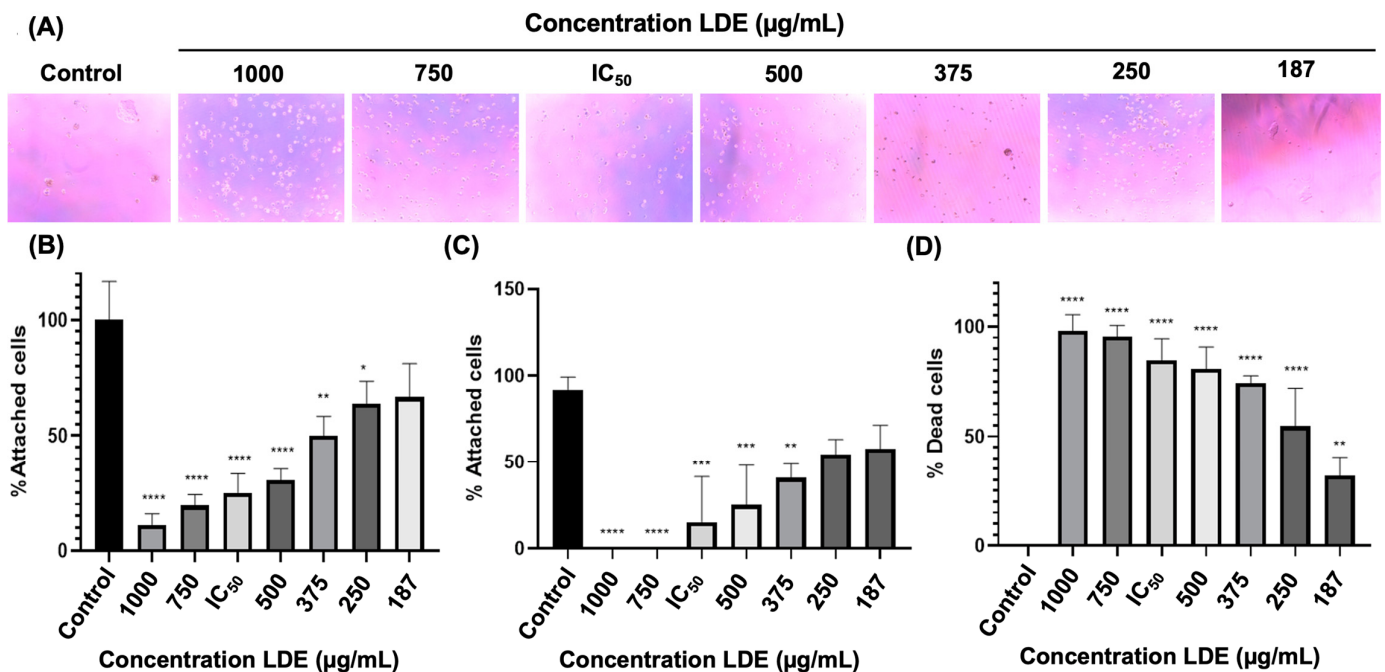 (A)
Concentration LDE (µg/mL)
Control 1000 750 IC₅₀ 500 375 250 187
(B)
% Attached cells
100
50
0
**** **** **** **** ** *
Control 1000 750 IC₅₀ 500 375 250 187
Concentration LDE (µg/mL)
(C)
% Attached cells
150
100
50
0
**** **** *** *** **
Control 1000 750 IC₅₀ 500 375 250 187
Concentration LDE (µg/mL)
(D)
% Dead cells
100
50
0
**** **** **** **** **** **** **
Control 1000 750 IC₅₀ 500 375 250 187
Concentration LDE (µg/mL)